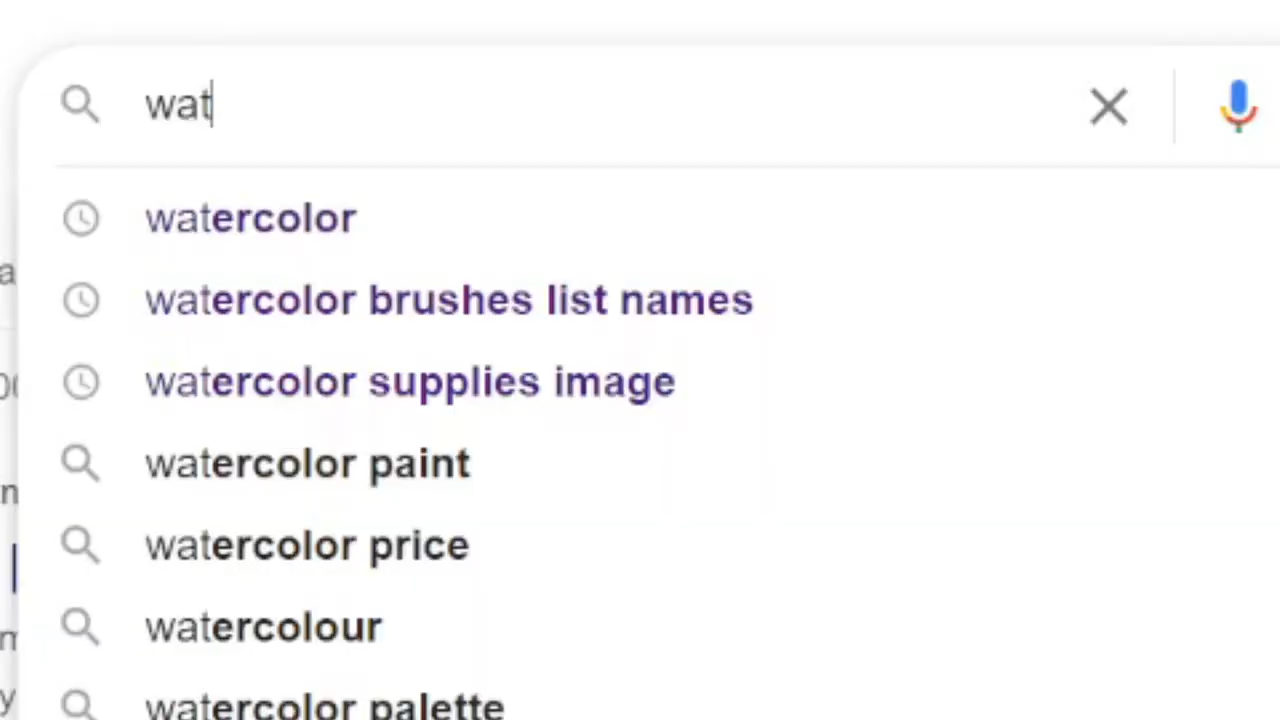 wat
watercolor
watercolor brushes list names
watercolor supplies image
watercolor paint
watercolor price
watercolour
watercolor palette